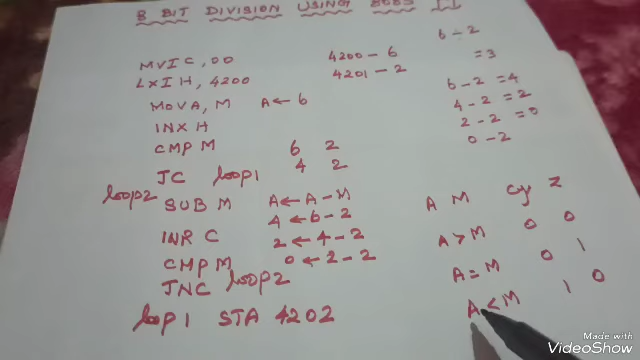 8 BIT DIVISION USING 8085
6 ÷ 2
MVI C, 00 4200 - 6 = 3
LXI H, 4200 4201 - 2
MOV A, M A ← 6 6 - 2 = 4
INX H 4 - 2 = 2
CMP M 6 2 2 - 2 = 0
JC loop1 4 2 0 - 2
loop2 SUB M A ← A - M A M Cy Z
4 ← 6 - 2
INR C 2 ← 4 - 2 A > M 0 0
CMP M 0 ← 2 - 2 A = M 0 1
JNC loop2
loop1 STA 4202 A < M 1 0
Made with
VideoShow